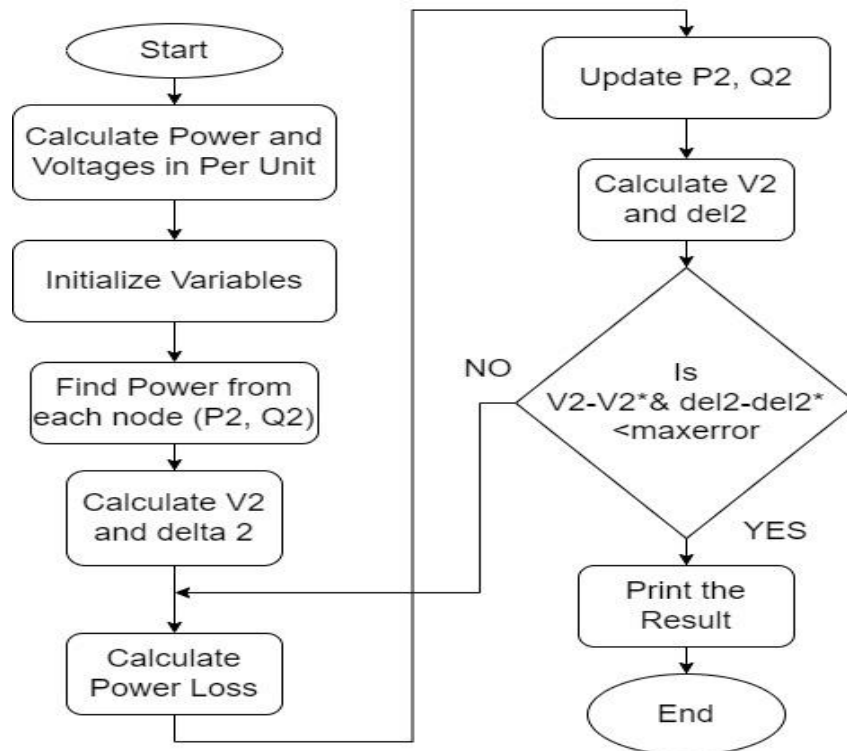 Start
Calculate Power and
Voltages in Per Unit
Initialize Variables
Find Power from
each node (P2, Q2)
Calculate V2
and delta 2
Calculate
Power Loss
Update P2, Q2
Calculate V2
and del2
Is
V2-V2*& del2-del2*
<maxerror
NO
YES
Print the
Result
End